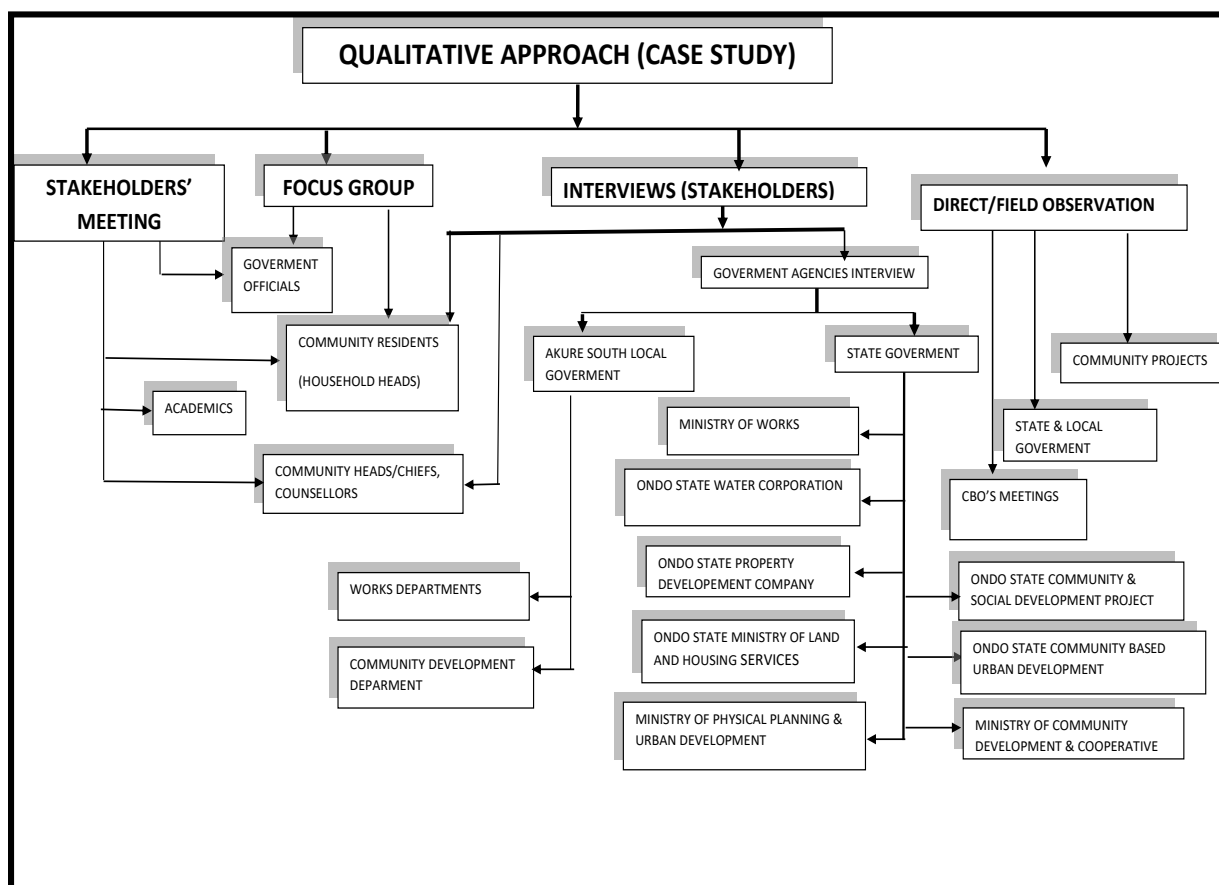 QUALITATIVE APPROACH (CASE STUDY)
STAKEHOLDERS’
MEETING
FOCUS GROUP
INTERVIEWS (STAKEHOLDERS)
DIRECT/FIELD OBSERVATION
GOVERMENT
OFFICIALS
GOVERMENT AGENCIES INTERVIEW
COMMUNITY RESIDENTS
(HOUSEHOLD HEADS)
AKURE SOUTH LOCAL
GOVERMENT
STATE GOVERMENT
COMMUNITY PROJECTS
ACADEMICS
MINISTRY OF WORKS
STATE & LOCAL
GOVERMENT
COMMUNITY HEADS/CHIEFS,
COUNSELLORS
ONDO STATE WATER CORPORATION
CBO’S MEETINGS
WORKS DEPARTMENTS
ONDO STATE PROPERTY
DEVELOPEMENT COMPANY
ONDO STATE COMMUNITY &
SOCIAL DEVELOPMENT PROJECT
COMMUNITY DEVELOPMENT
DEPARMENT
ONDO STATE MINISTRY OF LAND
AND HOUSING SERVICES
ONDO STATE COMMUNITY BASED
URBAN DEVELOPMENT
MINISTRY OF PHYSICAL PLANNING &
URBAN DEVELOPMENT
MINISTRY OF COMMUNITY
DEVELOPMENT & COOPERATIVE